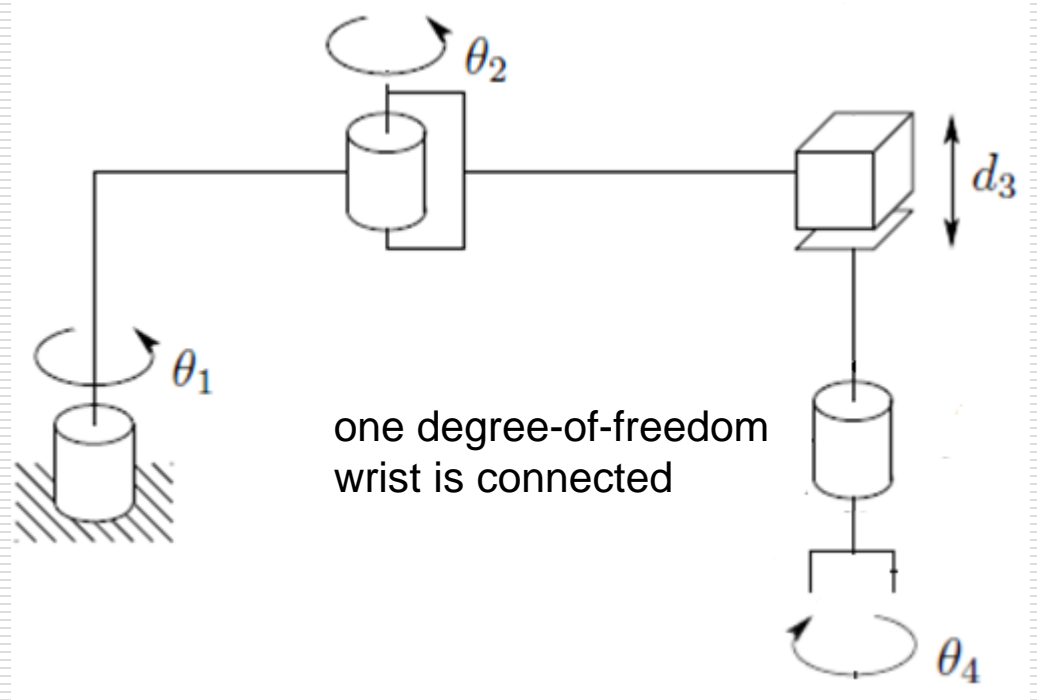 θ₂
d₃
θ₁
one degree-of-freedom
wrist is connected
θ₄